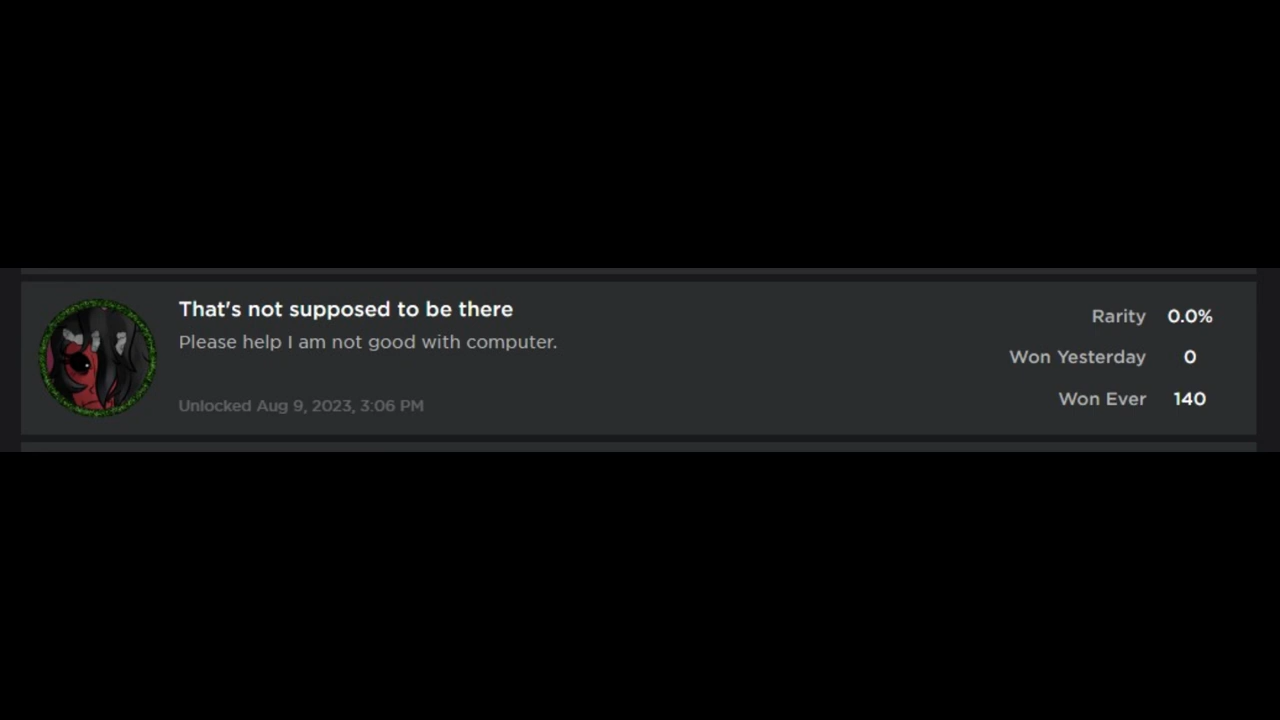 That's not supposed to be there
Please help I am not good with computer.
Unlocked Aug 9, 2023, 3:06 PM
Rarity 0.0%
Won Yesterday 0
Won Ever 140